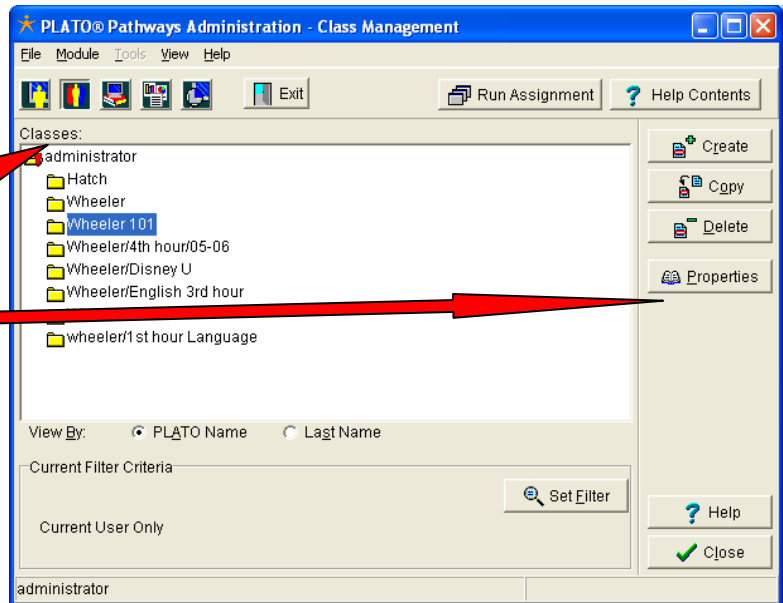 PLATO® Pathways Administration - Class Management
File Module Tools View Help
Exit Run Assignment ? Help Contents
Classes:
administrator
Hatch
Wheeler
Wheeler 101
Wheeler/4th hour/05-06
Wheeler/Disney U
Wheeler/English 3rd hour
wheeler/1st hour Language
Create
Copy
Delete
Properties
View By: PLATO Name Last Name
Current Filter Criteria
Set Filter
Current User Only
? Help
Close
administrator